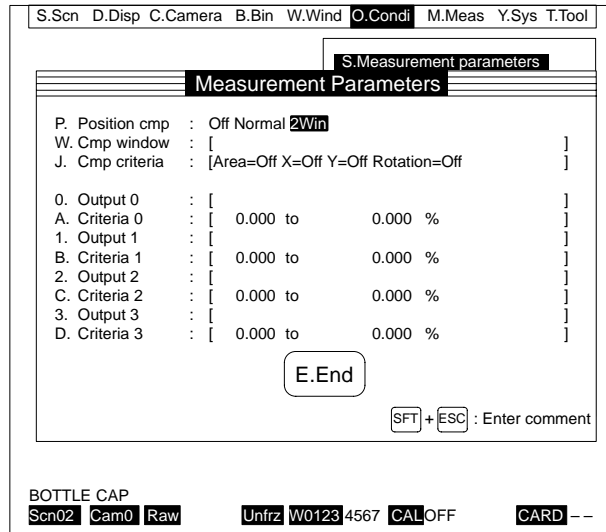 S.Scn D.Disp C.Camera B.Bin W.Wind O.Condi M.Meas Y.Sys T.Tool
S.Measurement parameters
Measurement Parameters
P. Position cmp : Off Normal 2Win
W. Cmp window : [ ]
J. Cmp criteria : [Area=Off X=Off Y=Off Rotation=Off ]
0. Output 0 : [ ]
A. Criteria 0 : [ 0.000 to 0.000 % ]
1. Output 1 : [ ]
B. Criteria 1 : [ 0.000 to 0.000 % ]
2. Output 2 : [ ]
C. Criteria 2 : [ 0.000 to 0.000 % ]
3. Output 3 : [ ]
D. Criteria 3 : [ 0.000 to 0.000 % ]
E.End
SFT + ESC : Enter comment
BOTTLE CAP
Scn02 Cam0 Raw Unfrz W0123 4567 CALOFF CARD – –